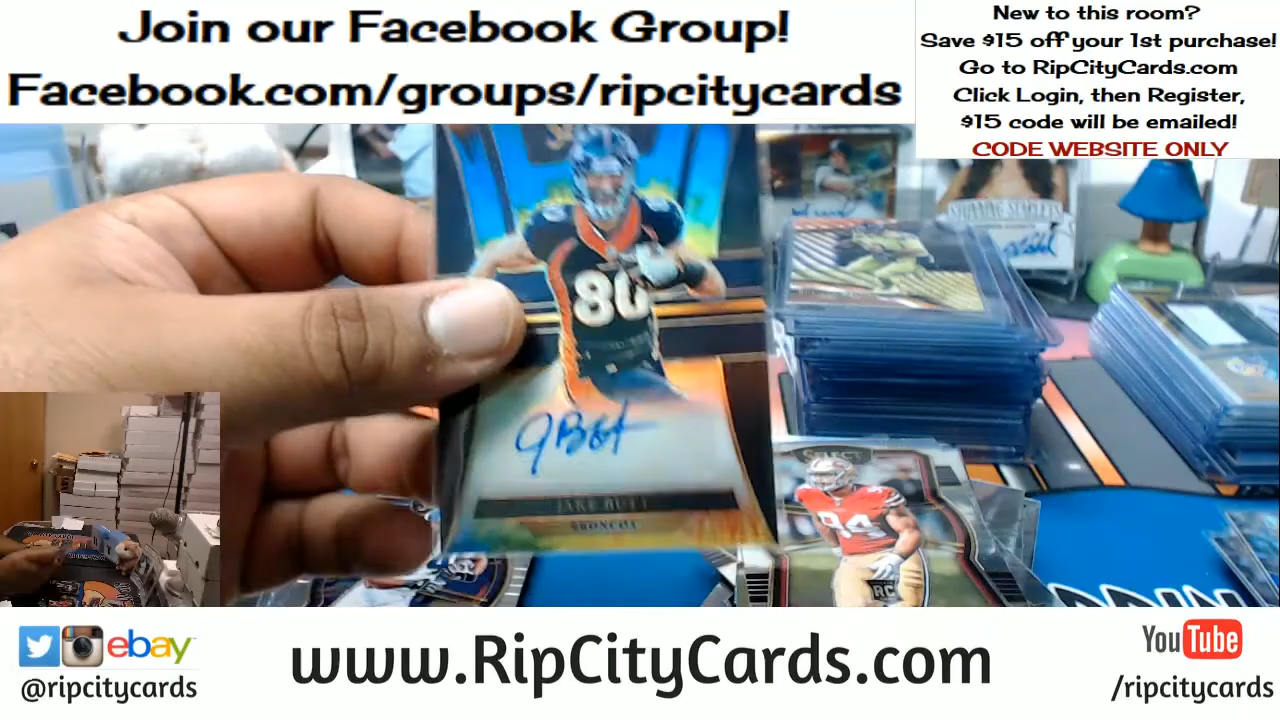 Join our Facebook Group!
Facebook.com/groups/ripcitycards
New to this room?
Save $15 off your 1st purchase!
Go to RipCityCards.com
Click Login, then Register,
$15 code will be emailed!
CODE WEBSITE ONLY
80
JAKE BUTT
BRONCOS
SELECT
94
RC
ebay
@ripcitycards
www.RipCityCards.com
YouTube
/ripcitycards